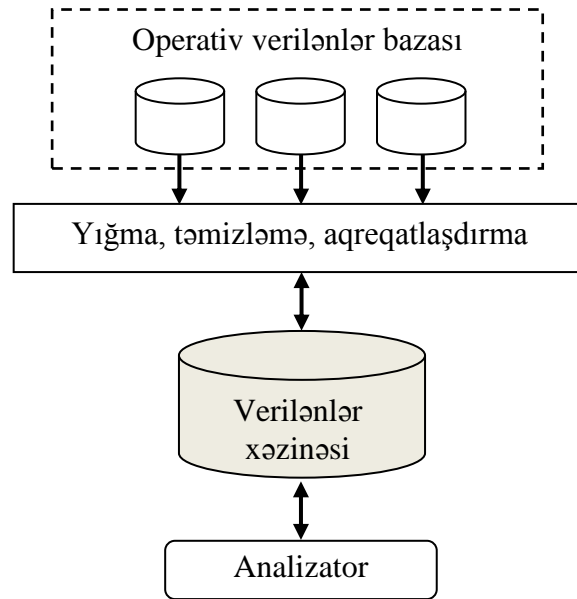 Operativ verilənlər bazası
Yığma, təmizləmə, aqreqatlaşdırma
Verilənlər
xəzinəsi
Analizator